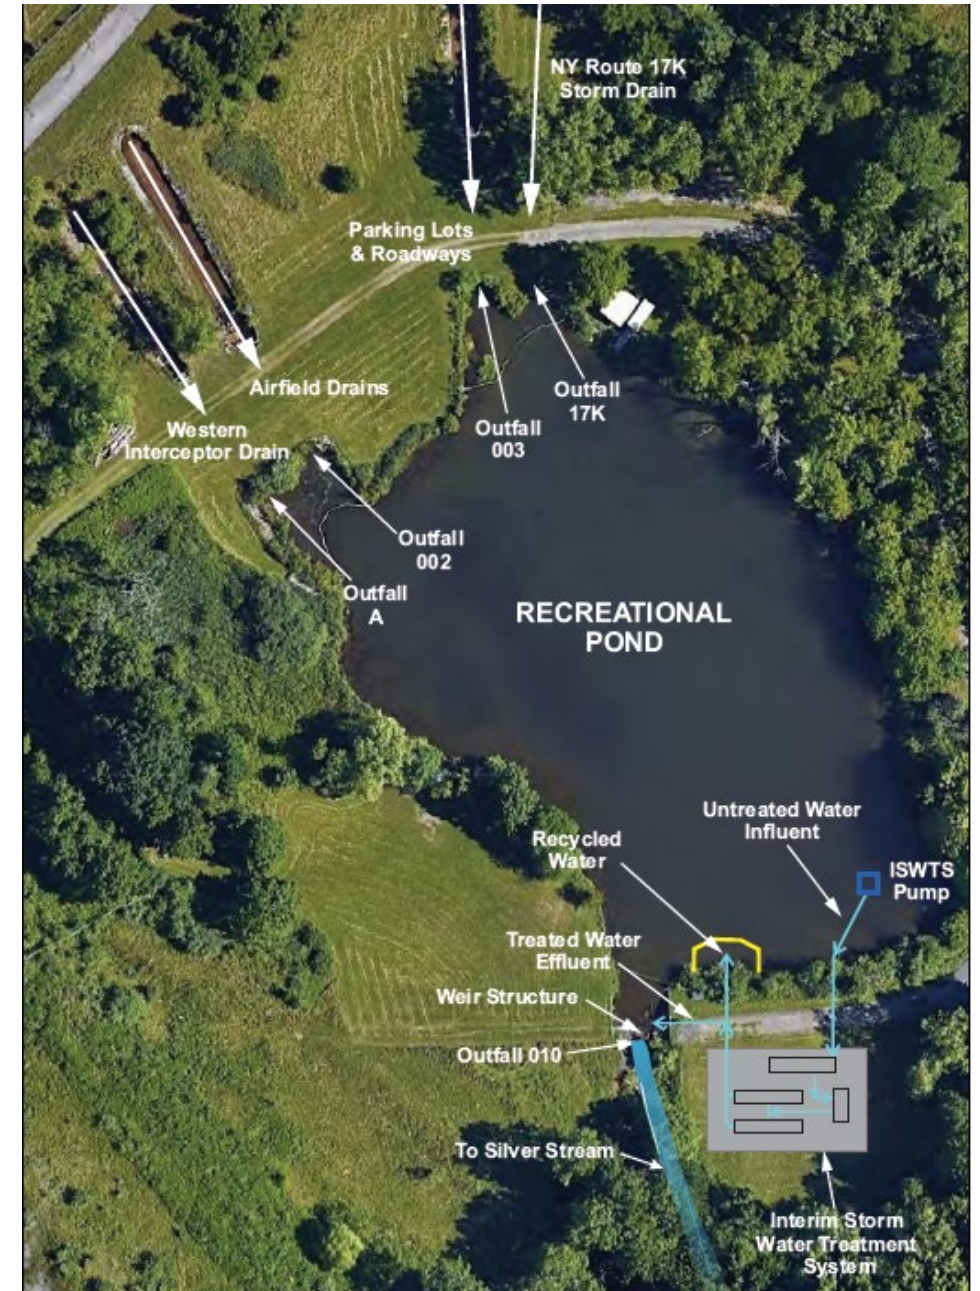 NY Route 17K
Storm Drain
Parking Lots
& Roadways
Airfield Drains
Western
Interceptor Drain
Outfall
17K
Outfall
003
Outfall
002
Outfall
A
RECREATIONAL
POND
Untreated Water
Influent
Recycled
Water
ISWTS
Pump
Treated Water
Effluent
Weir Structure
Outfall 010
To Silver Stream
Interim Storm
Water Treatment
System